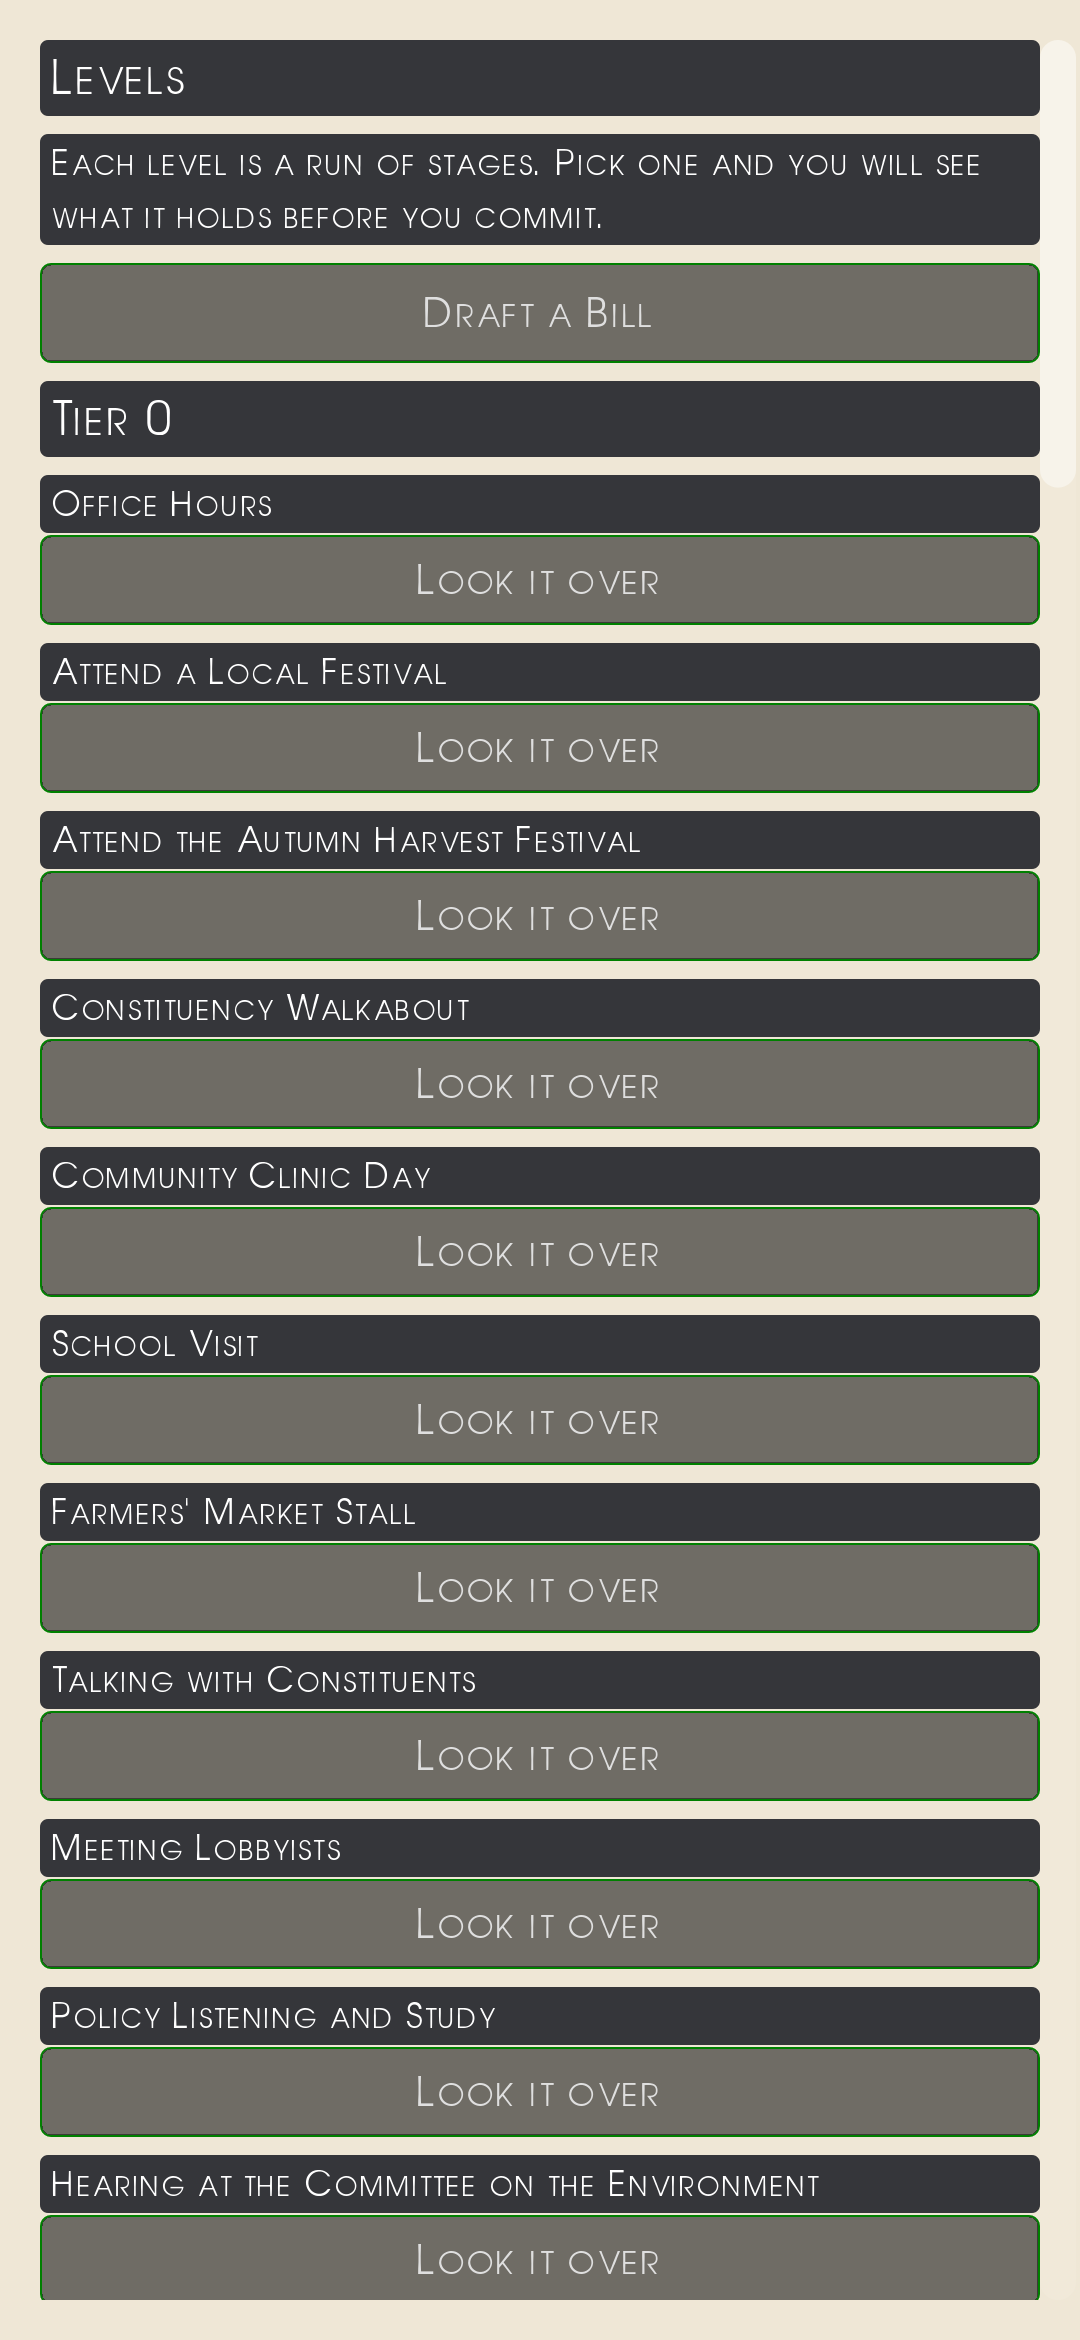 Levels
Each level is a run of stages. Pick one and you will see
what it holds before you commit.
Draft a Bill
Tier 0
Office Hours
Look it over
Attend a Local Festival
Look it over
Attend the Autumn Harvest Festival
Look it over
Constituency Walkabout
Look it over
Community Clinic Day
Look it over
School Visit
Look it over
Farmers' Market Stall
Look it over
Talking with Constituents
Look it over
Meeting Lobbyists
Look it over
Policy Listening and Study
Look it over
Hearing at the Committee on the Environment
Look it over